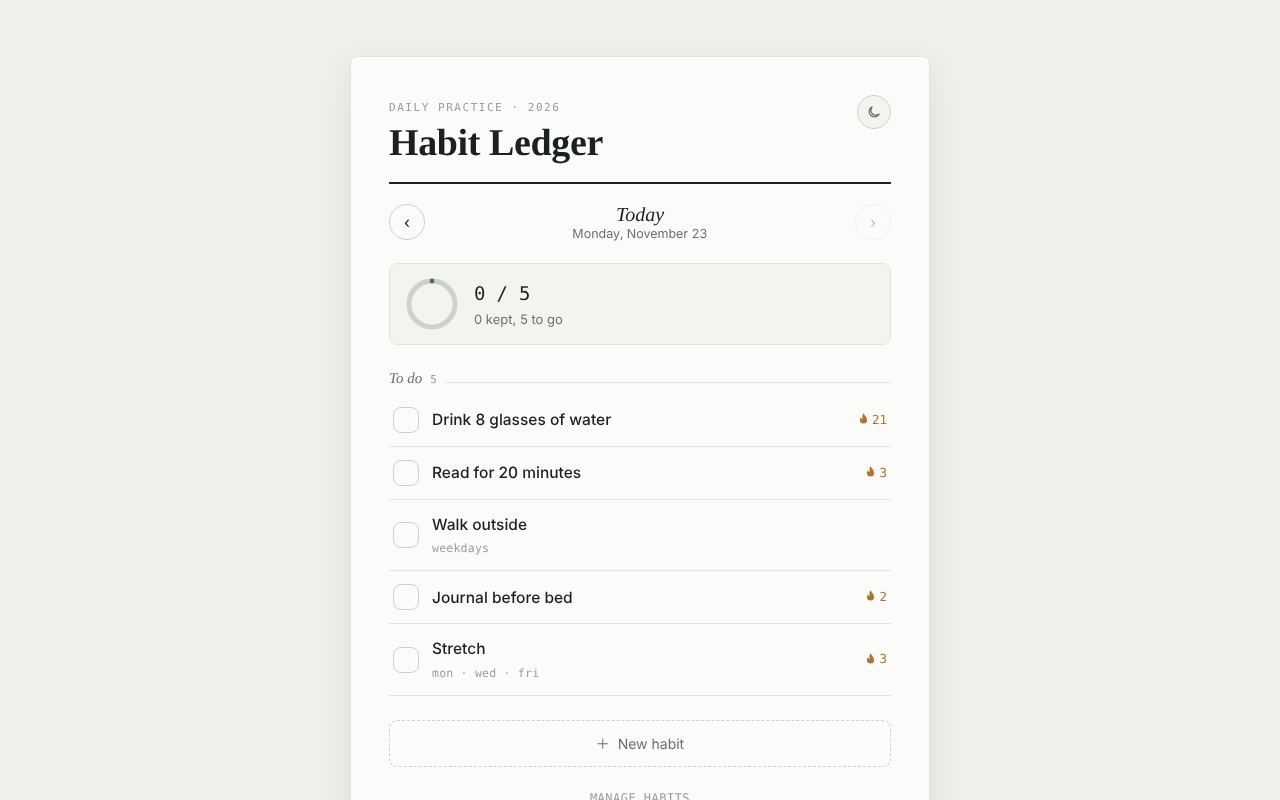 DAILY PRACTICE · 2026
Habit Ledger
‹ Today ›
Monday, November 23
0 / 5
0 kept, 5 to go
To do 5
Drink 8 glasses of water 21
Read for 20 minutes 3
Walk outside
weekdays
Journal before bed 2
Stretch 3
mon · wed · fri
+ New habit
MANAGE HABITS